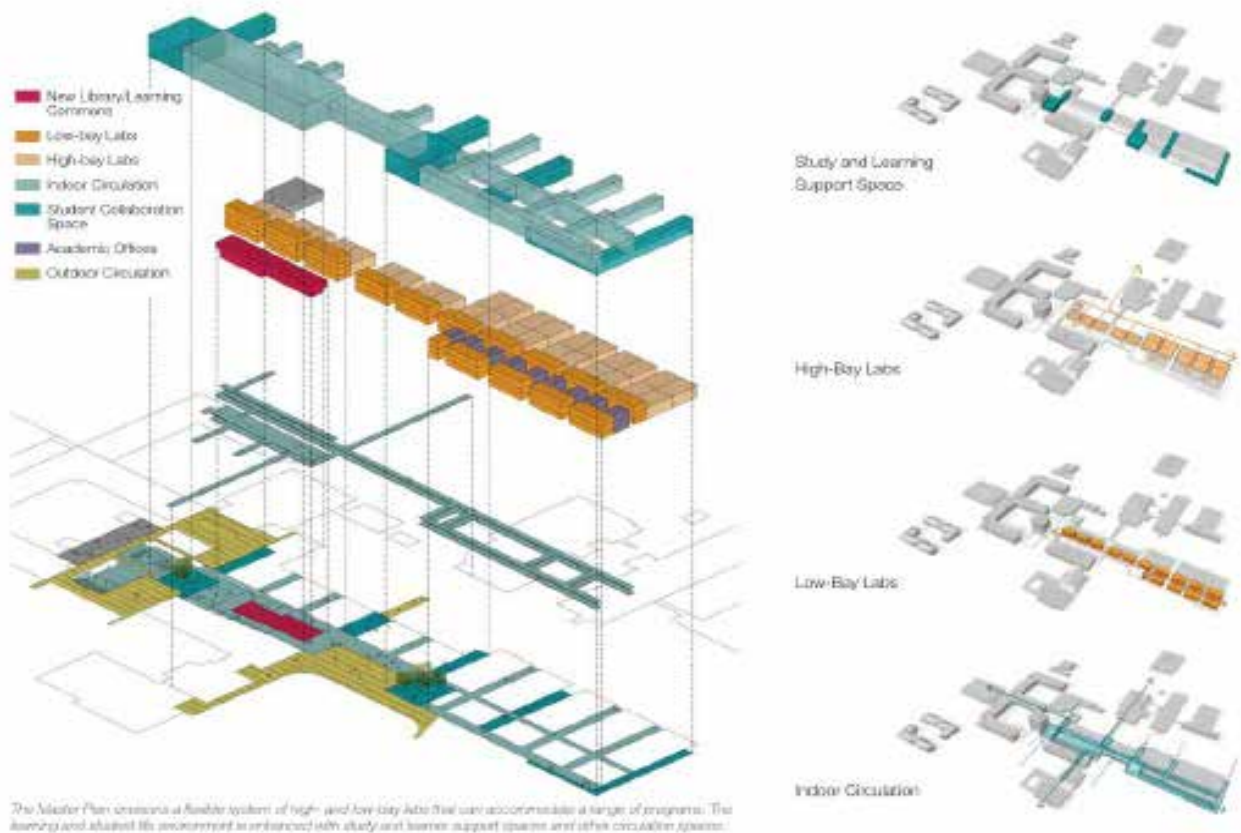 New Library/Learning
Commons
Low-bay Labs
High-bay Labs
Indoor Circulation
Student Collaboration
Space
Academic Offices
Outdoor Circulation
Study and Learning
Support Space
High-Bay Labs
Low-Bay Labs
Indoor Circulation
The Master Plan envisions a flexible system of high- and low-bay labs that can accommodate a range of programs. The
learning and student life environment is enhanced with study and learner support spaces and other circulation spaces.